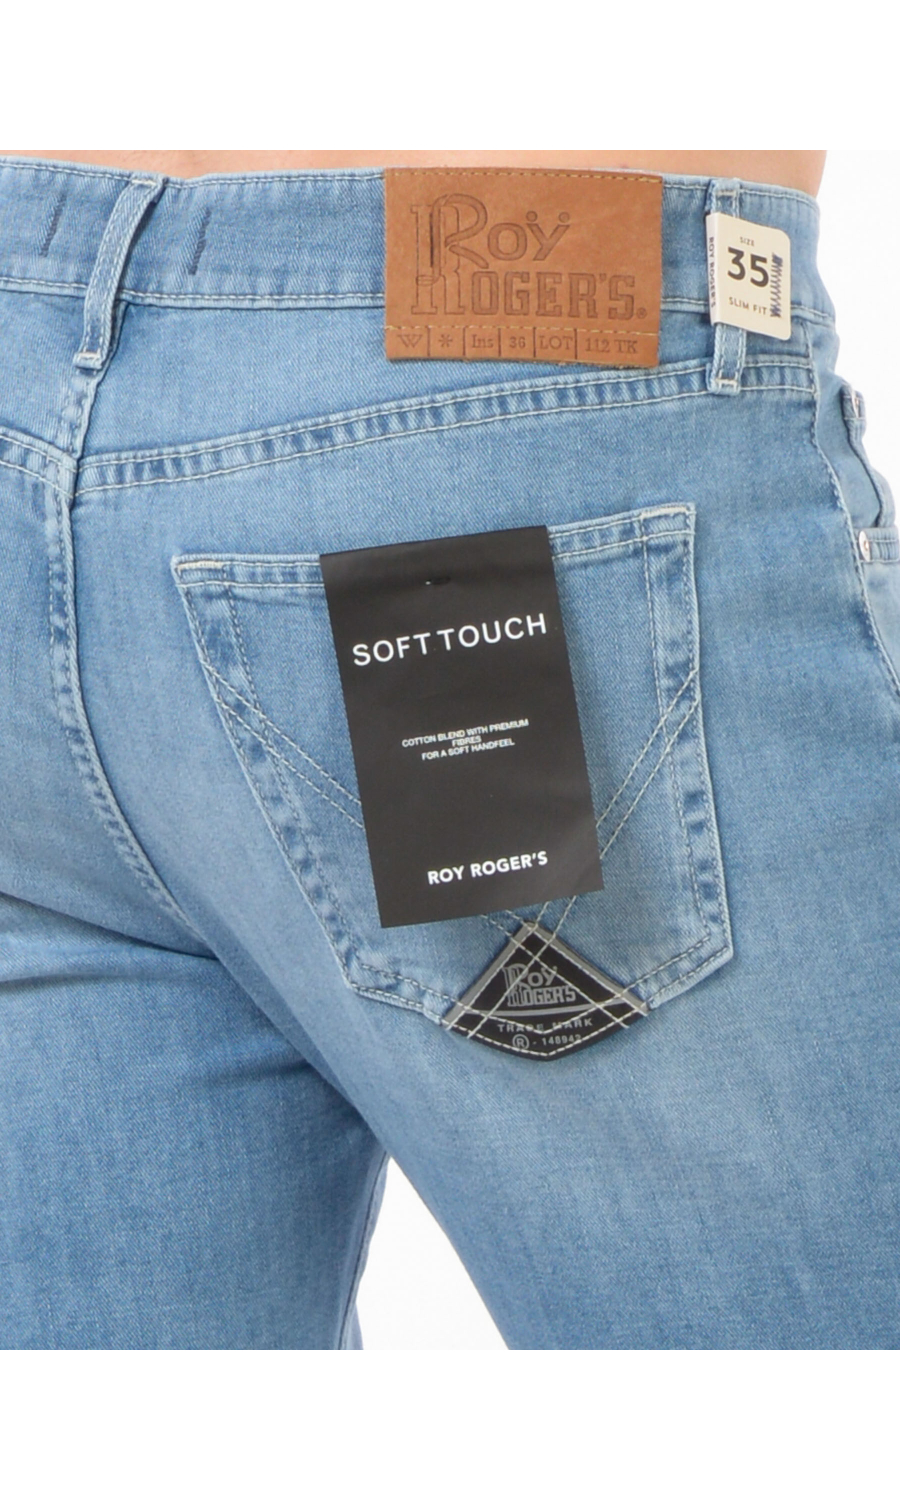 ROY
ROGER'S®
W * Ins 36 LOT 112 TK
ROY ROGER'S
SIZE
35
SLIM FIT
SOFT TOUCH
COTTON BLEND WITH PREMIUM
FIBRES
FOR A SOFT HANDFEEL
ROY ROGER'S
ROY
ROGER'S
TRADE MARK
® - 148942